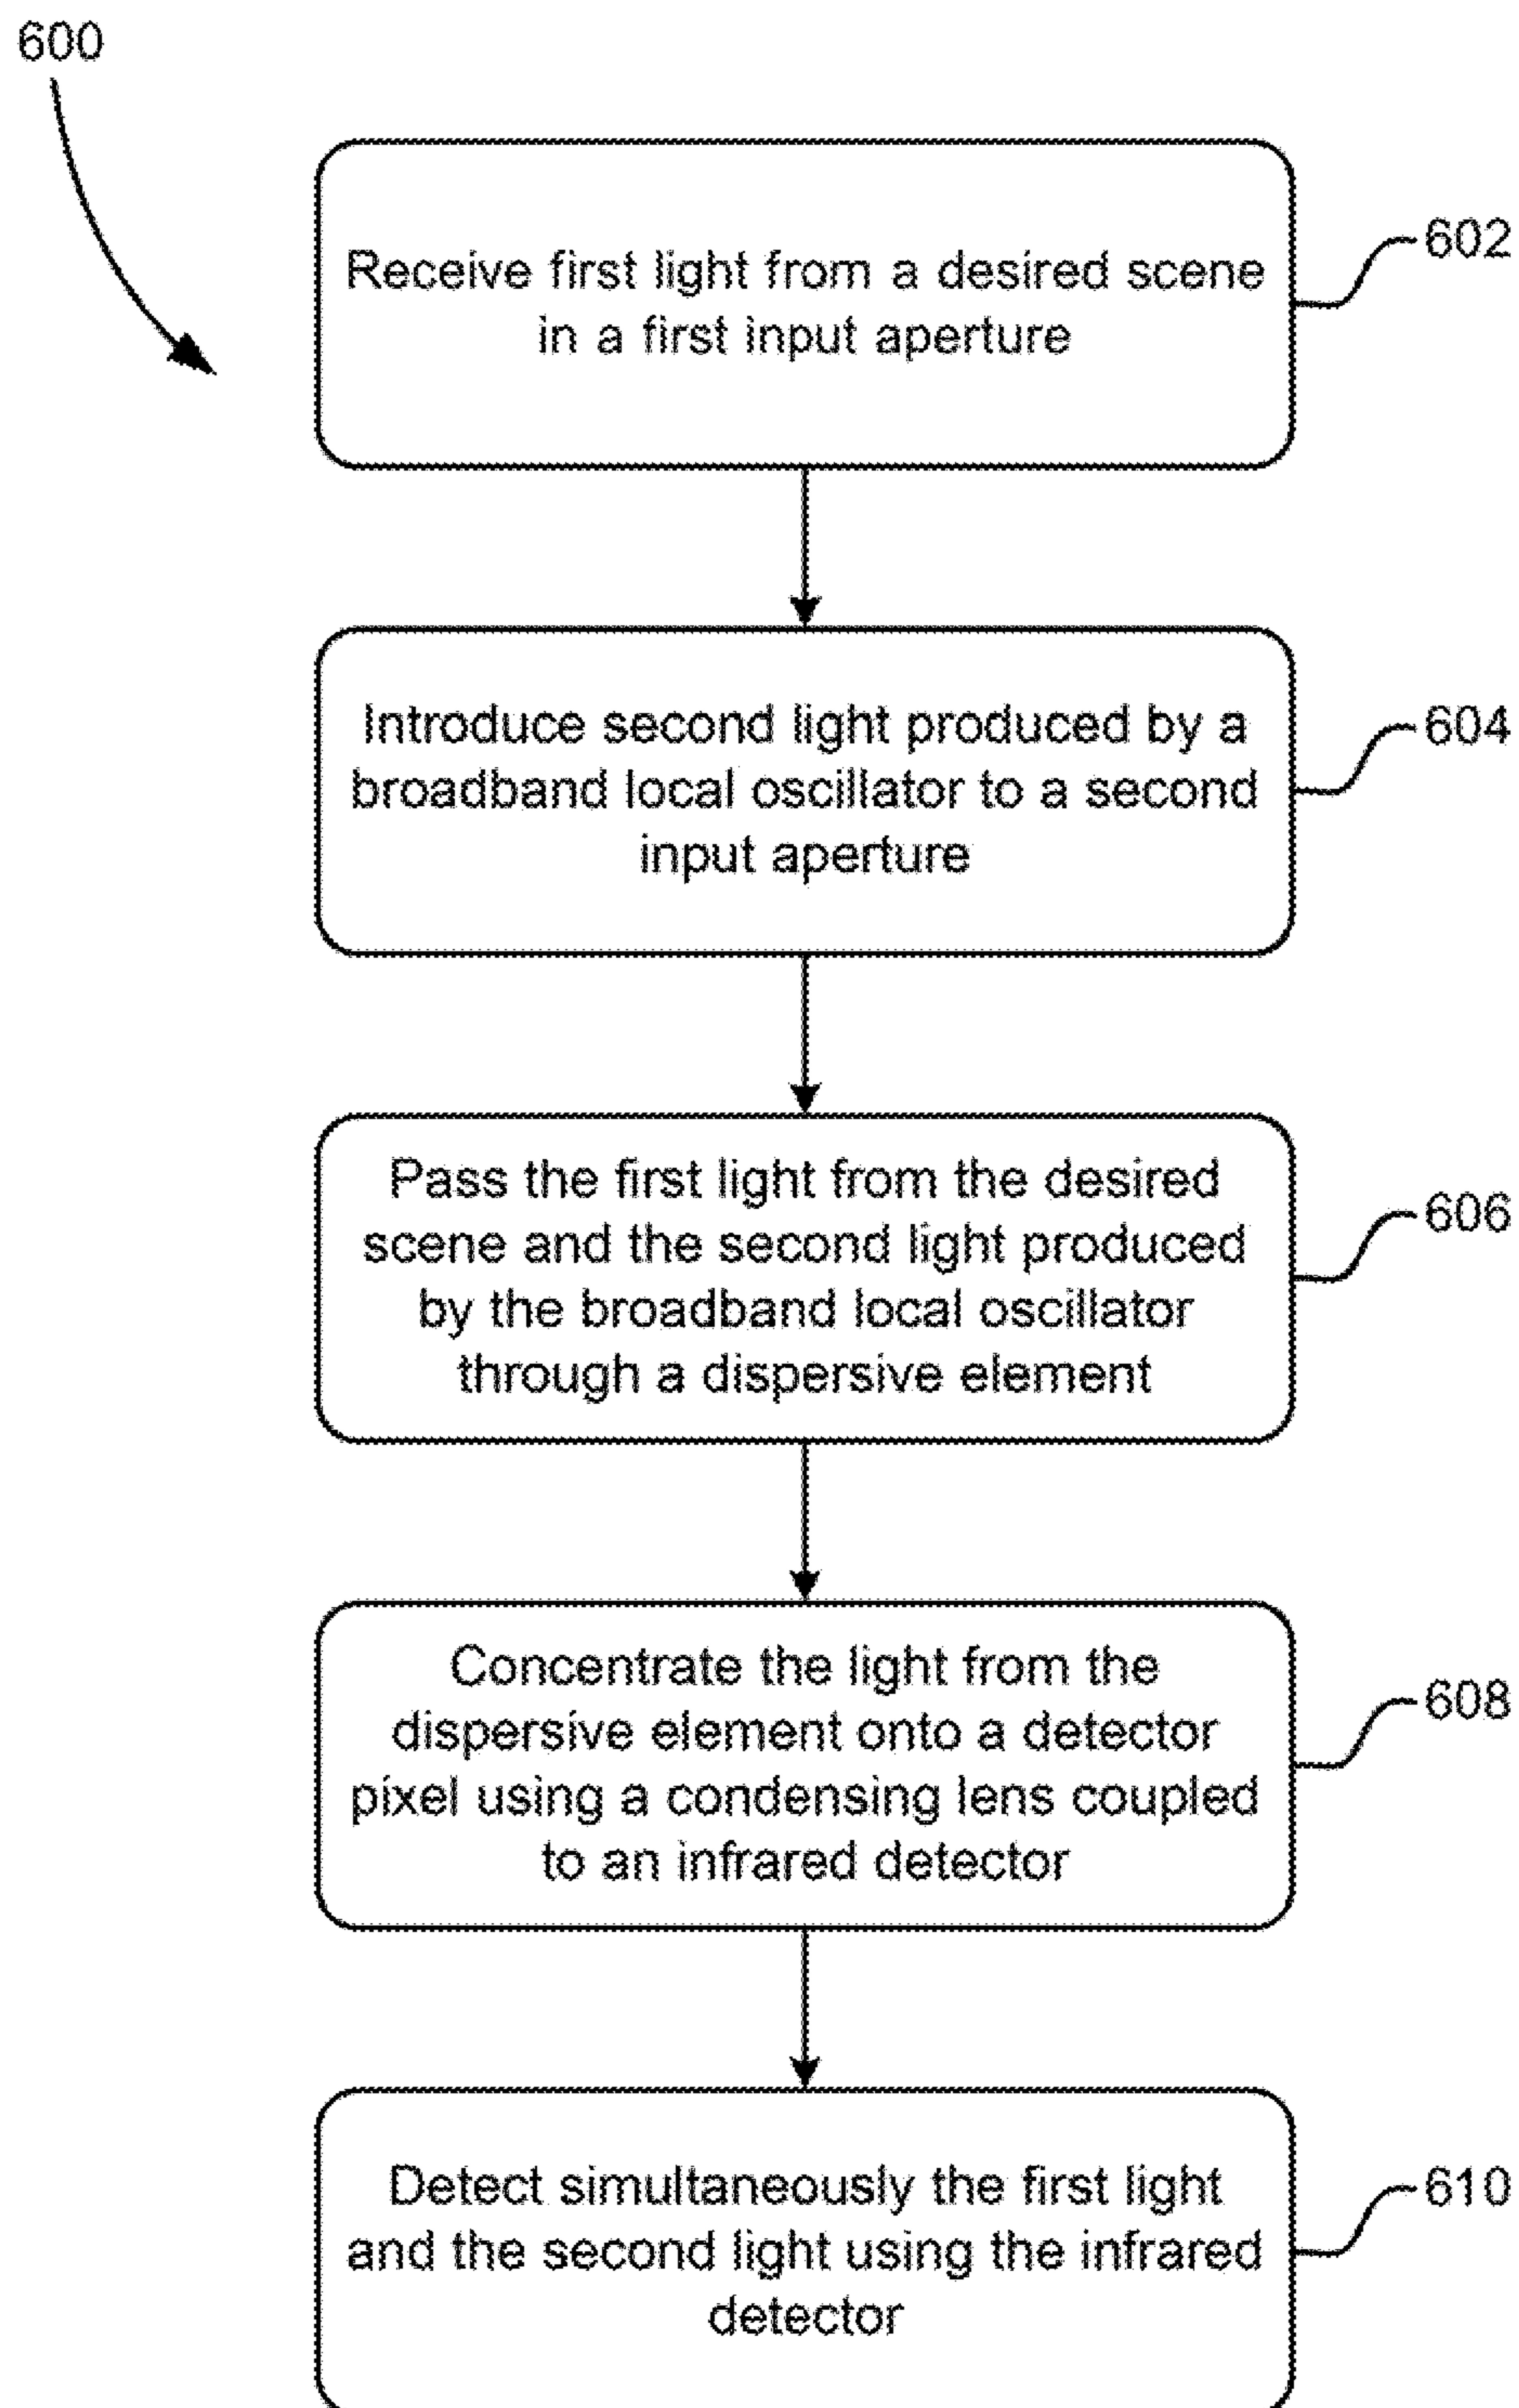 600
Receive first light from a desired scene
in a first input aperture
602
Introduce second light produced by a
broadband local oscillator to a second
input aperture
604
Pass the first light from the desired
scene and the second light produced
by the broadband local oscillator
through a dispersive element
606
Concentrate the light from the
dispersive element onto a detector
pixel using a condensing lens coupled
to an infrared detector
608
Detect simultaneously the first light
and the second light using the infrared
detector
610